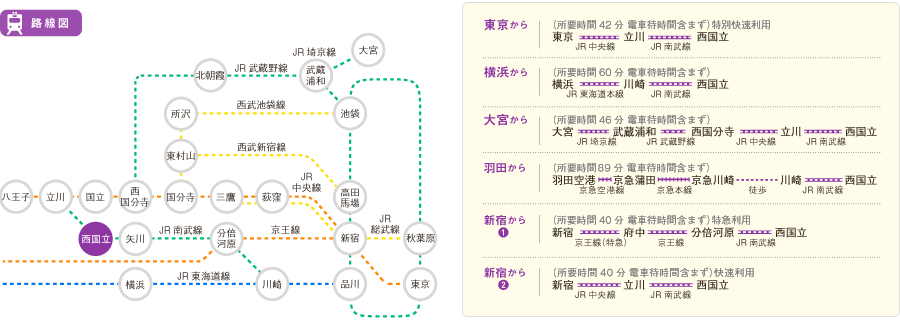 路線図
大宮
JR 埼京線
JR 武蔵野線
北朝霞
武蔵
浦和
西武池袋線
所沢
池袋
西武新宿線
東村山
JR
中央線
八王子
立川
国立
西
国分寺
国分寺
三鷹
荻窪
高田
馬場
JR
総武線
西国立
矢川
JR 南武線
分倍
河原
京王線
新宿
秋葉原
JR 東海道線
横浜
川崎
品川
東京
東京から
(所要時間 42 分 電車待時間含まず)特別快速利用
東京 立川 西国立
JR 中央線 JR 南武線
横浜から
(所要時間 60 分 電車待時間含まず)
横浜 川崎 西国立
JR 東海道本線 JR 南武線
大宮から
(所要時間 46 分 電車待時間含まず)
大宮 武蔵浦和 西国分寺 立川 西国立
JR 埼京線 JR 武蔵野線 JR 中央線 JR 南武線
羽田から
(所要時間89 分 電車待時間含まず)
羽田空港 京急蒲田 京急川崎 川崎 西国立
京急空港線 京急本線 徒歩 JR 南武線
新宿から
❶
(所要時間 40 分 電車待時間含まず)特急利用
新宿 府中 分倍河原 西国立
京王線(特急) 京王線 JR 南武線
新宿から
❷
(所要時間 40 分 電車待時間含まず)快速利用
新宿 立川 西国立
JR 中央線 JR 南武線